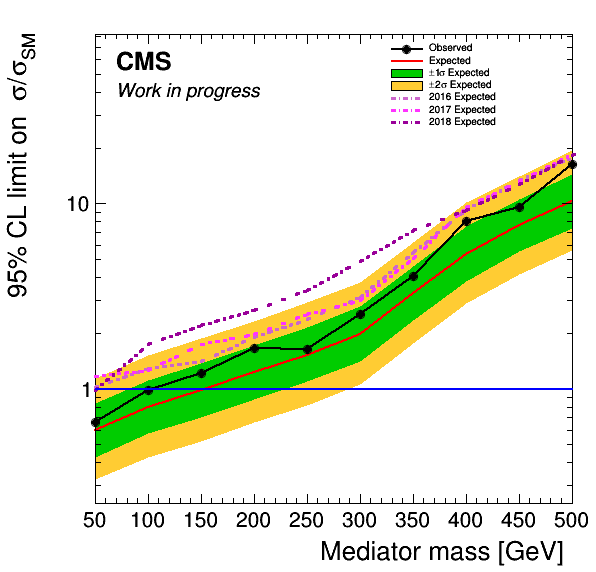 CMS
Work in progress
Observed
Expected
±1σ Expected
±2σ Expected
2016 Expected
2017 Expected
2018 Expected
95% CL limit on σ/σSM
10
1
50 100 150 200 250 300 350 400 450 500
Mediator mass [GeV]